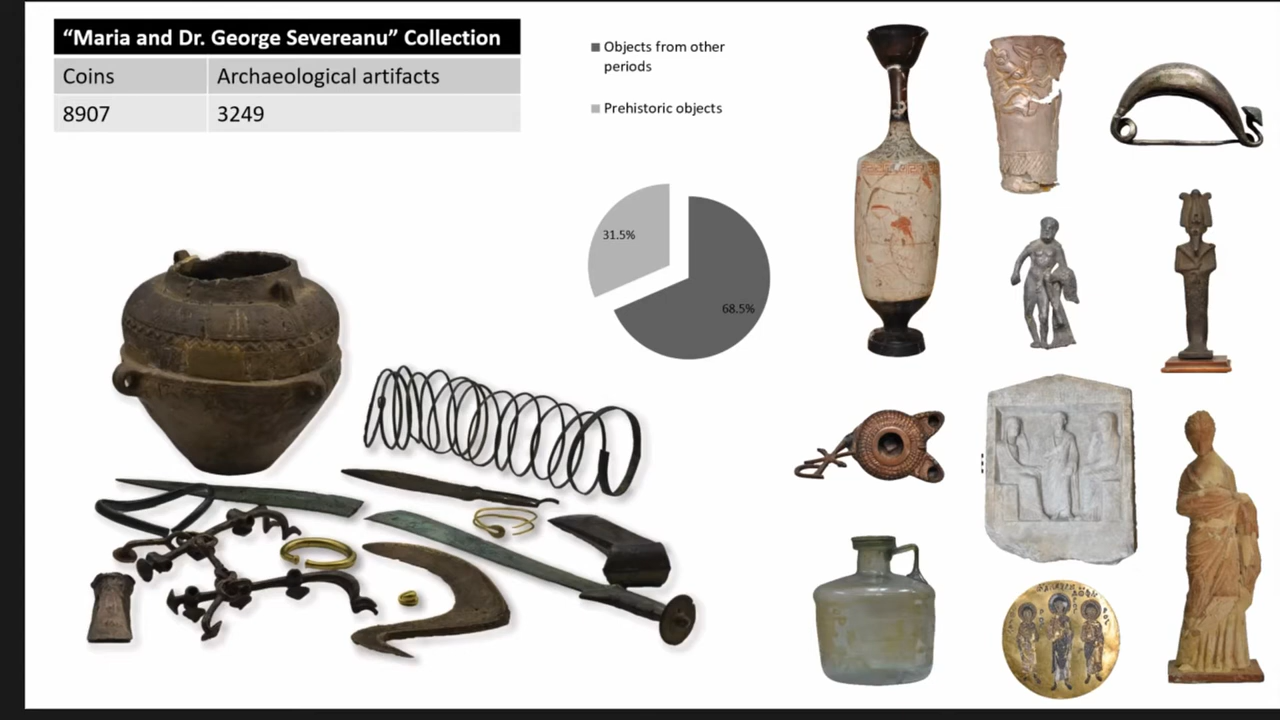 “Maria and Dr. George Severeanu” Collection
Coins
Archaeological artifacts
8907
3249
Objects from other
periods
Prehistoric objects
31.5%
68.5%